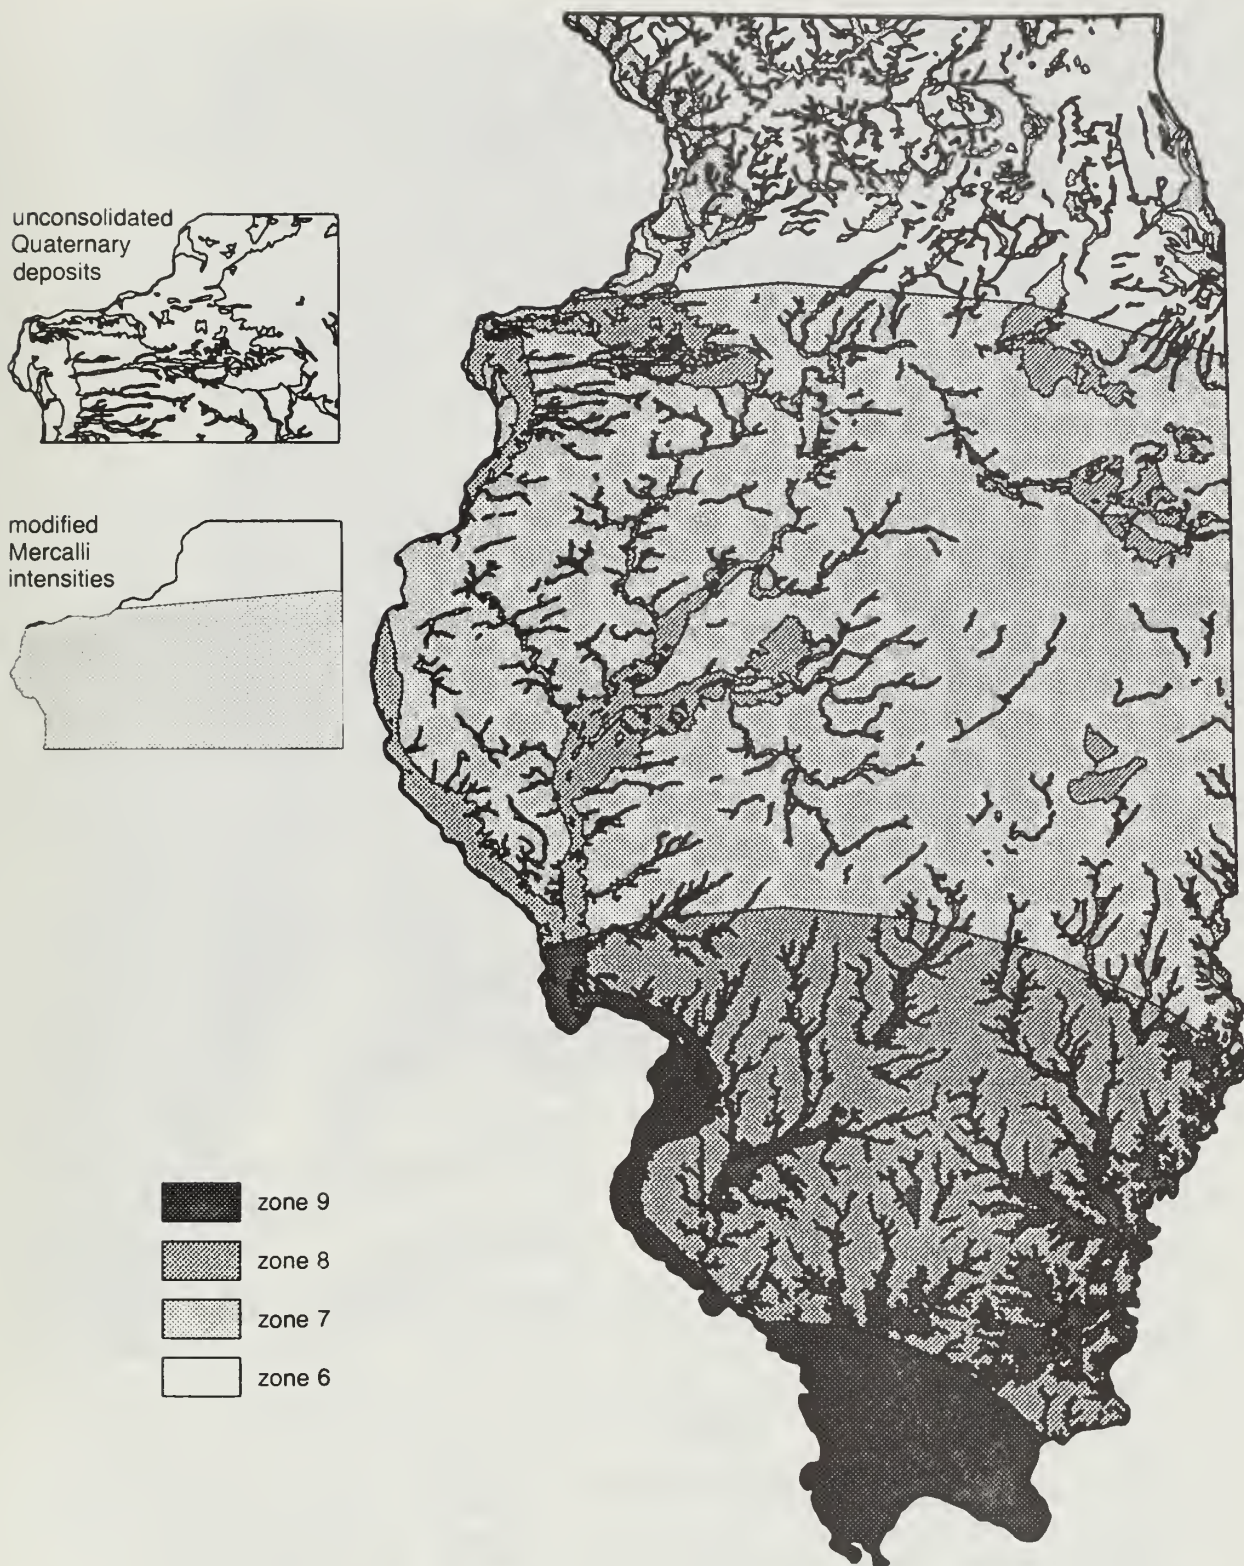 unconsolidated
Quaternary
deposits
modified
Mercalli
intensities
zone 9
zone 8
zone 7
zone 6